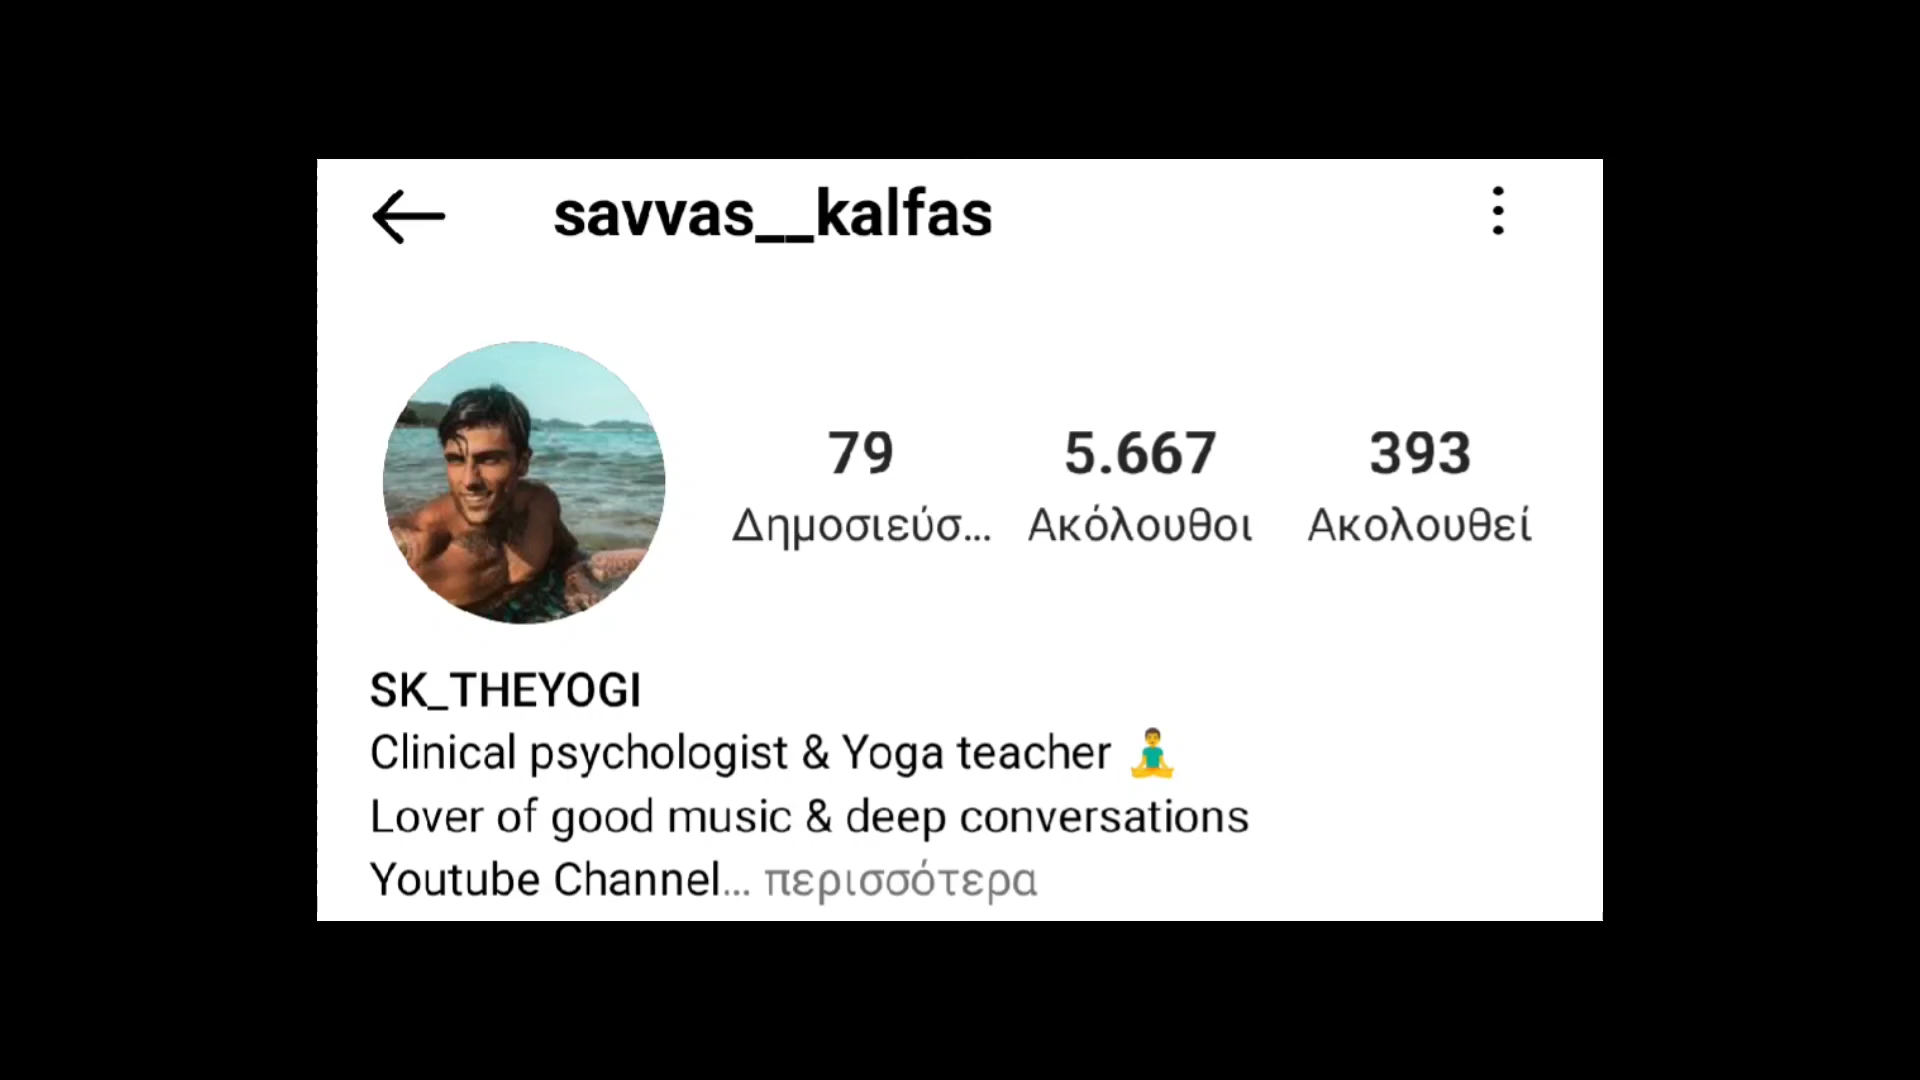 savvas__kalfas
79 5.667 393
Δημοσιεύσ... Ακόλουθοι Ακολουθεί
SK_THEYOGI
Clinical psychologist & Yoga teacher 🧘‍♂️
Lover of good music & deep conversations
Youtube Channel... περισσότερα